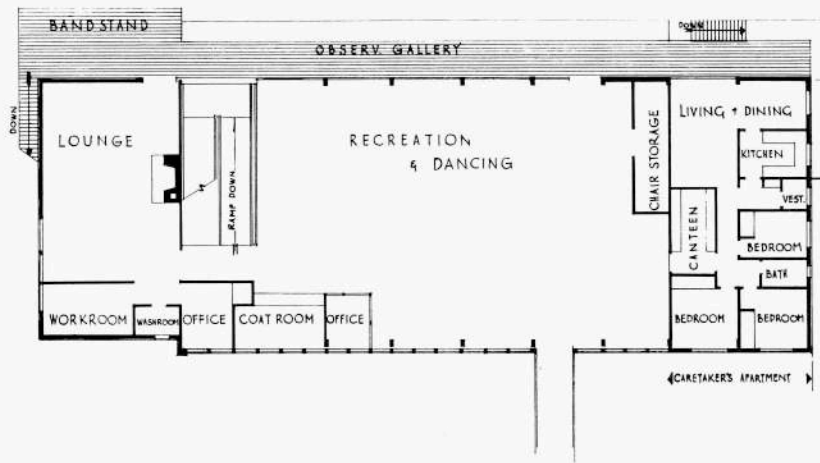 BANDSTAND
DOWN
OBSERV. GALLERY
DOWN
LOUNGE
RAMP DOWN
RECREATION
& DANCING
CHAIR STORAGE
LIVING + DINING
KITCHEN
VEST.
CANTEEN
BEDROOM
BATH
WORKROOM
WASHROOM
OFFICE
COAT ROOM
OFFICE
BEDROOM
BEDROOM
CARETAKER'S APARTMENT